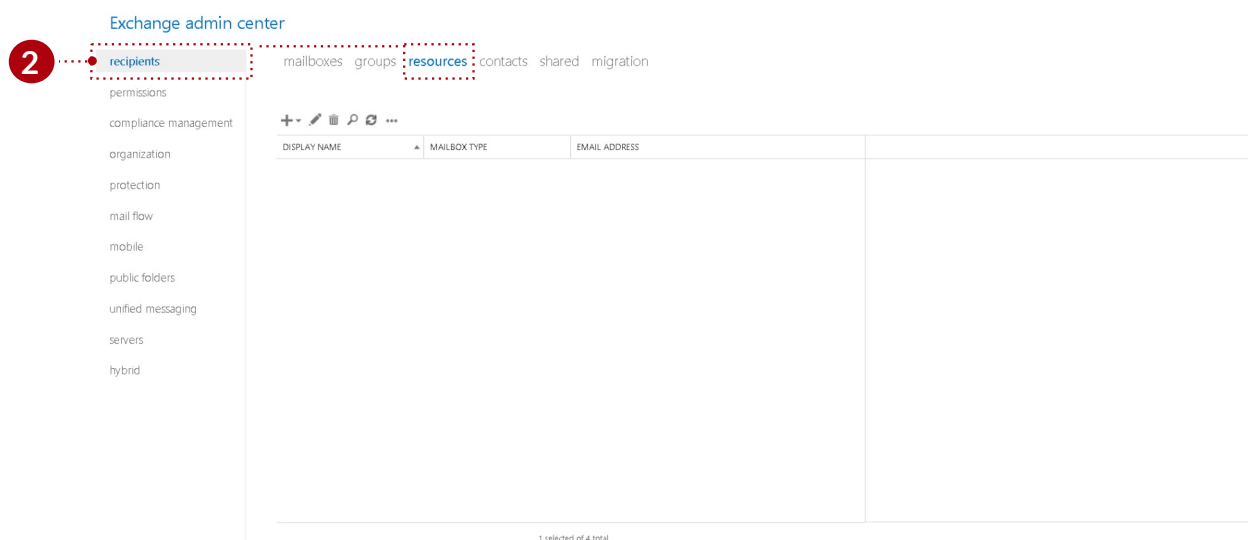 Exchange admin center
2
recipients
permissions
compliance management
organization
protection
mail flow
mobile
public folders
unified messaging
servers
hybrid
mailboxes groups resources contacts shared migration
DISPLAY NAME MAILBOX TYPE EMAIL ADDRESS
1 selected of 4 total